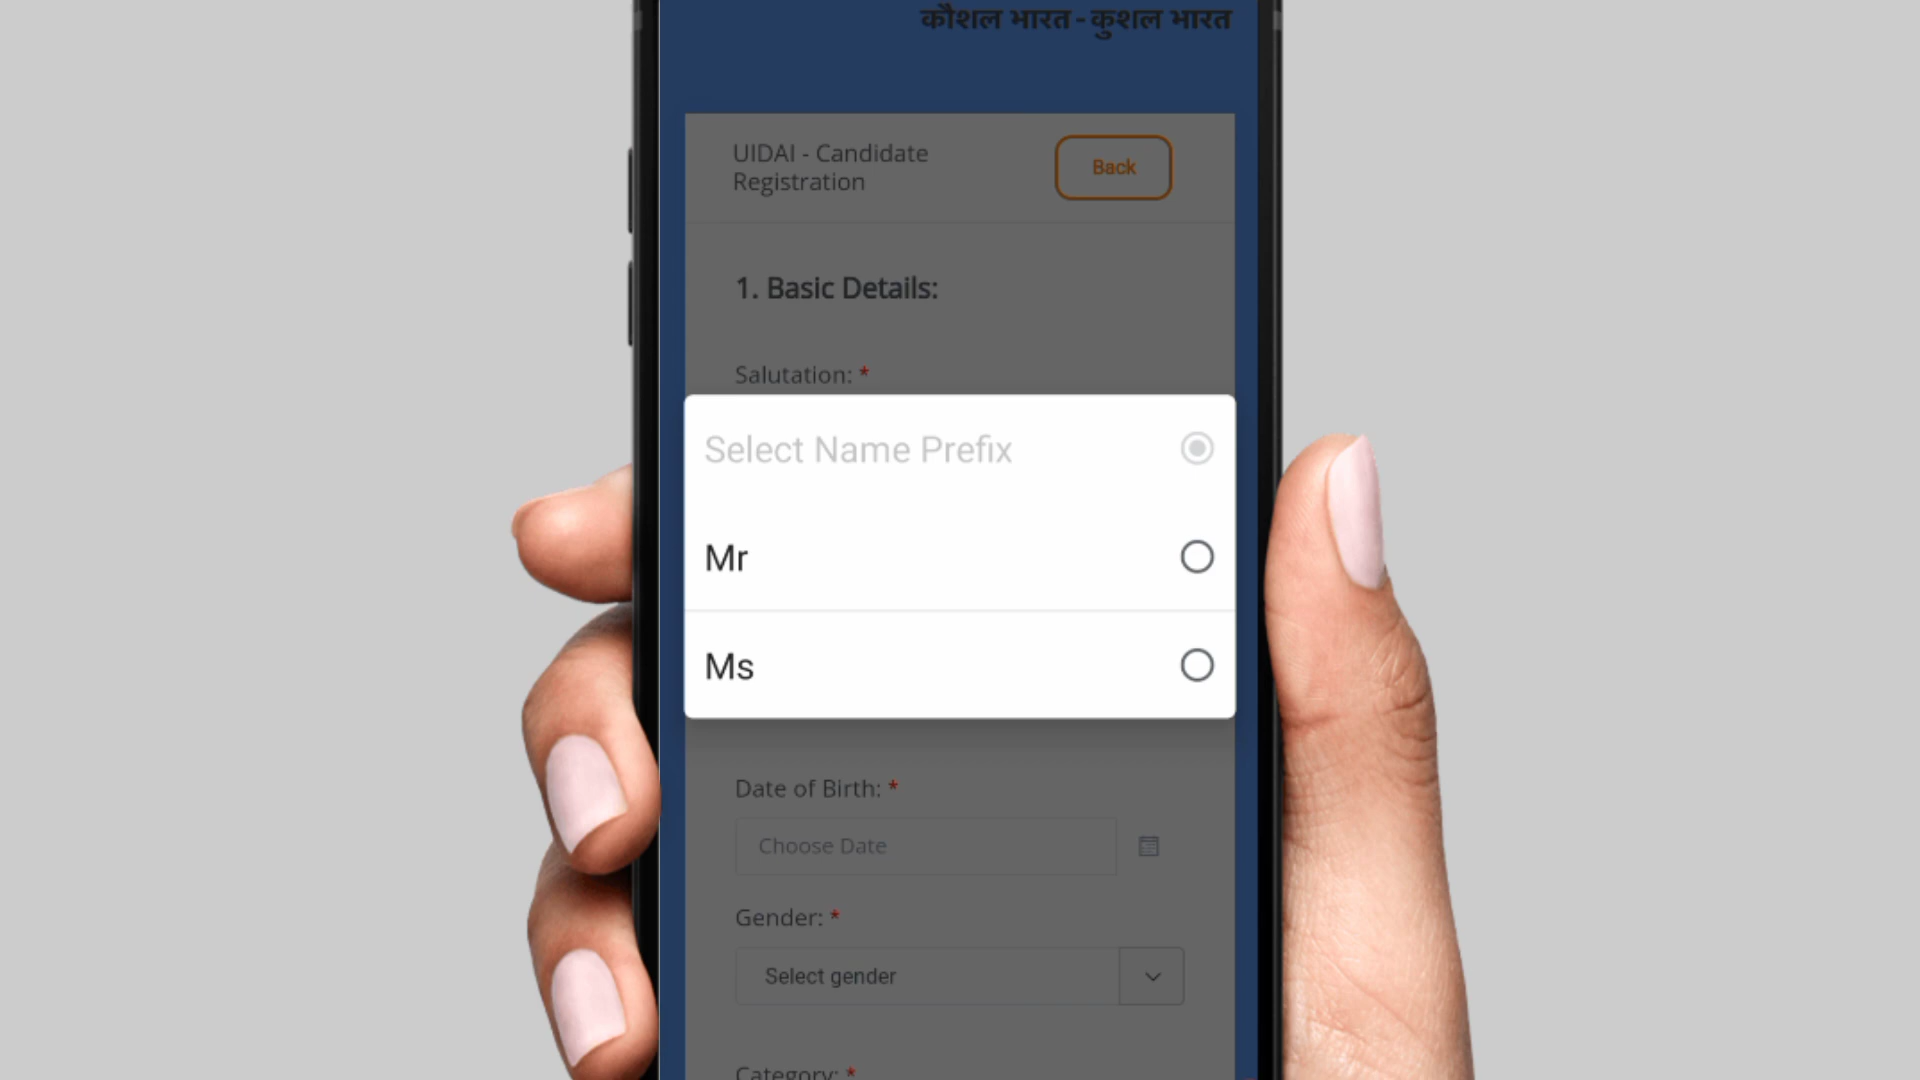 कौशल भारत - कुशल भारत
UIDAI - Candidate
Registration
Back
1. Basic Details:
Salutation: *
Select Name Prefix
Mr
Ms
Date of Birth: *
Choose Date
Gender: *
Select gender
Category: *